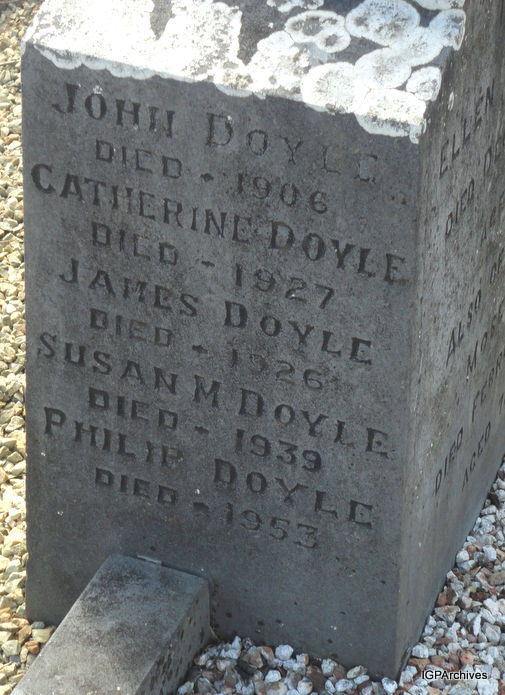 JOHN DOYLE
DIED • 1906
CATHERINE DOYLE
DIED - 1927
JAMES DOYLE
DIED • 1926
SUSAN M DOYLE
DIED - 1939
PHILIP DOYLE
DIED • 1953
ELLEN
DIED
ALSO
DIED
AGED
IGPArchives